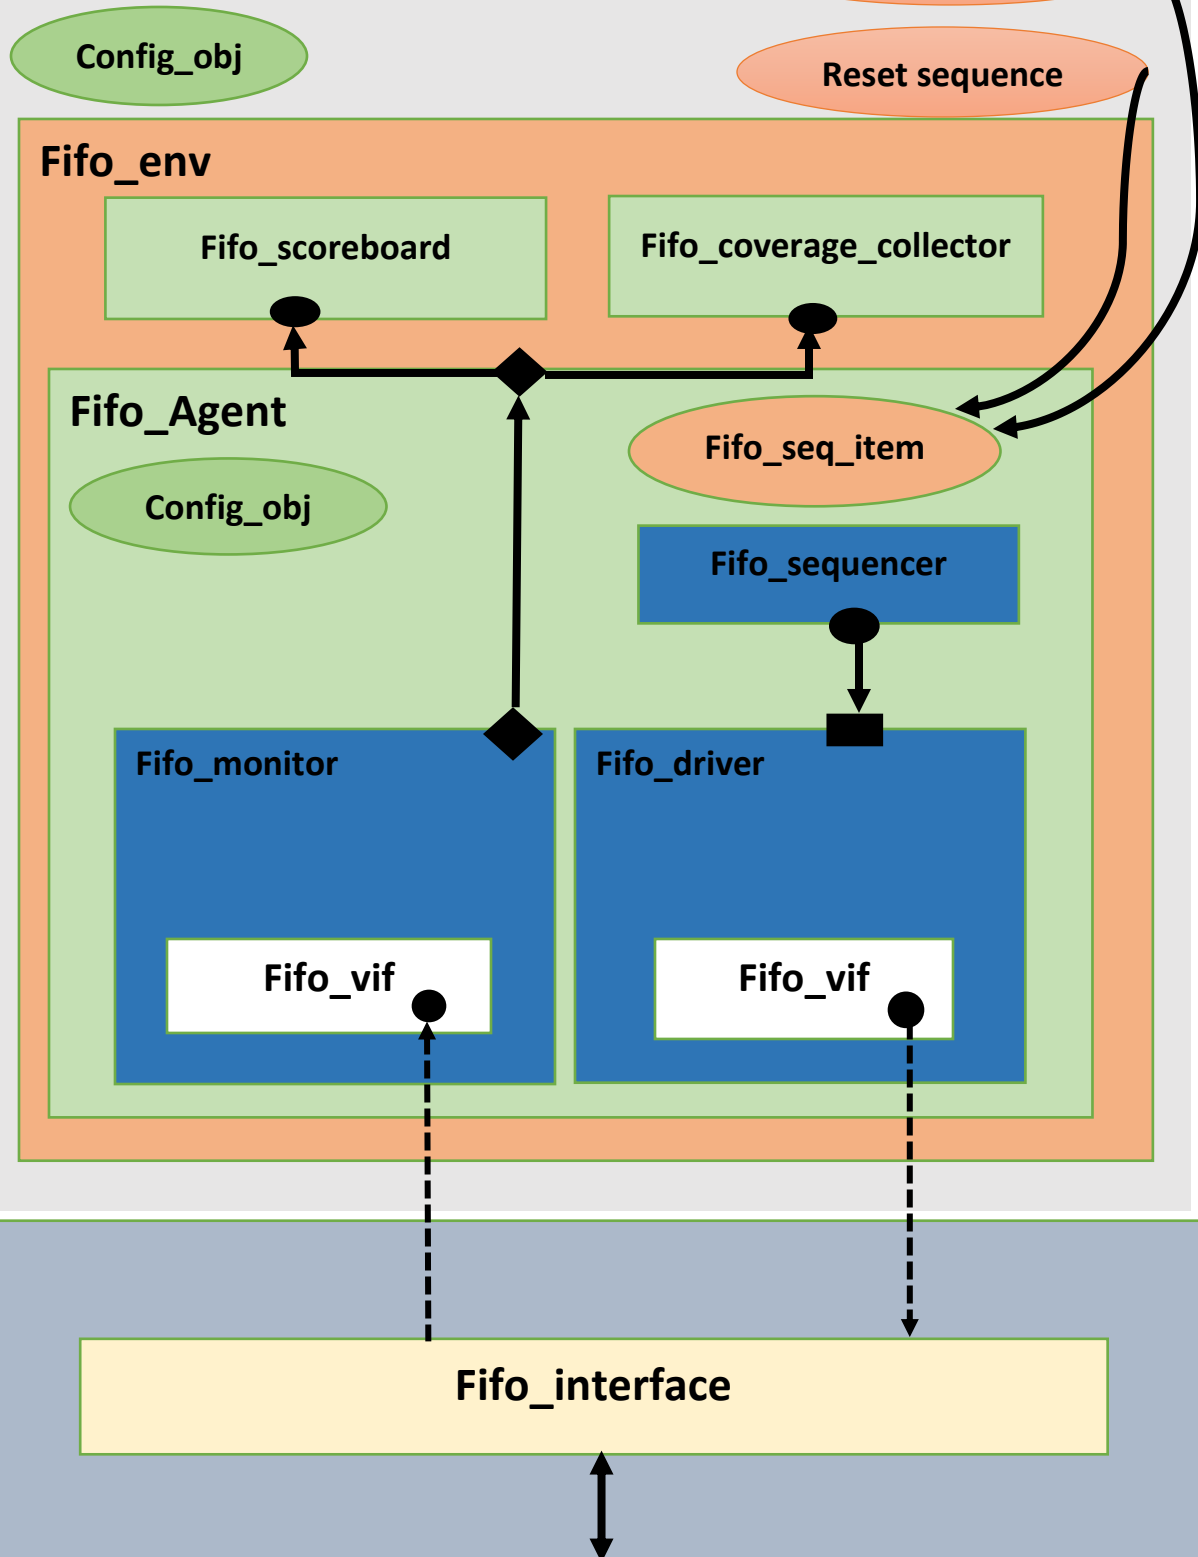 Config_obj
Reset sequence
Fifo_env
Fifo_scoreboard
Fifo_coverage_collector
Fifo_Agent
Fifo_seq_item
Config_obj
Fifo_sequencer
Fifo_monitor
Fifo_driver
Fifo_vif
Fifo_vif
Fifo_interface